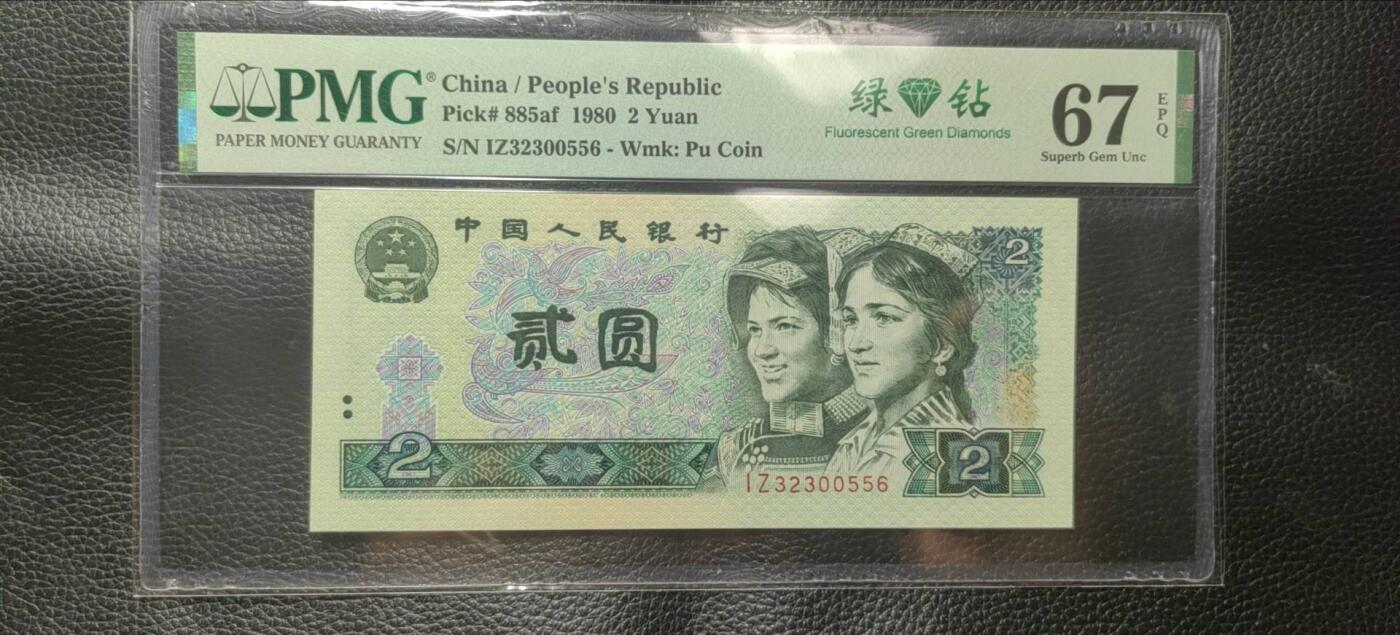 PMG®
PAPER MONEY GUARANTY
China / People's Republic
Pick# 885af 1980 2 Yuan
S/N IZ32300556 - Wmk: Pu Coin
绿 钻
Fluorescent Green Diamonds
67
EPQ
Superb Gem Unc
中国人民银行
2
贰圆
2
IZ32300556
2